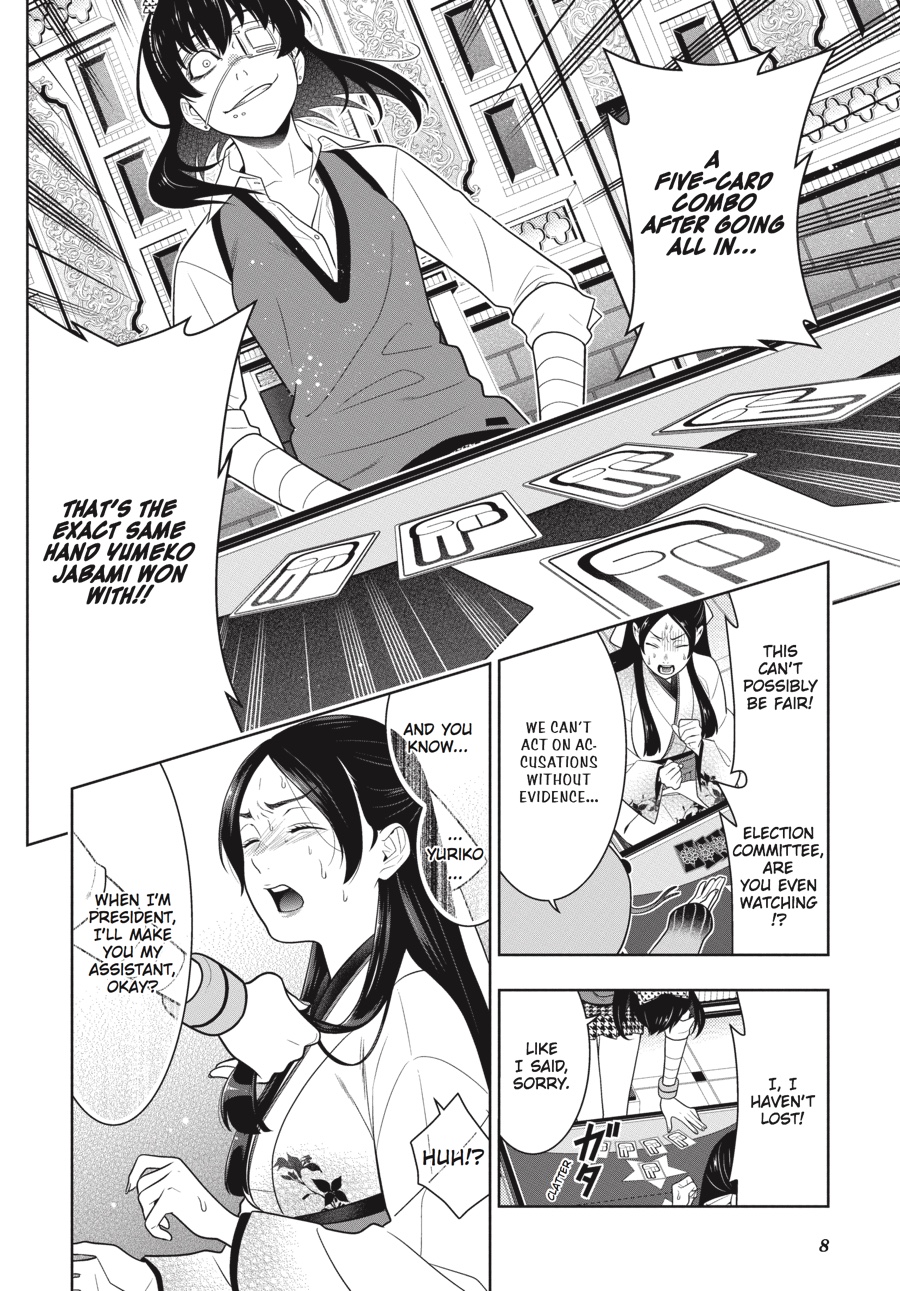 A
FIVE-CARD
COMBO
AFTER GOING
ALL IN...
THAT'S THE
EXACT SAME
HAND YUMEKO
JABAMI WON
WITH!!
THIS
CAN'T
POSSIBLY
BE FAIR!
WE CAN'T
ACT ON AC-
CUSATIONS
WITHOUT
EVIDENCE...
ELECTION
COMMITTEE,
ARE
YOU EVEN
WATCHING
!?
I, I
HAVEN'T
LOST!
LIKE
I SAID,
SORRY.
ガタ
CLATTER
AND YOU
KNOW...
...
YURIKO
...
WHEN I'M
PRESIDENT,
I'LL MAKE
YOU MY
ASSISTANT,
OKAY?
HUH!?
8